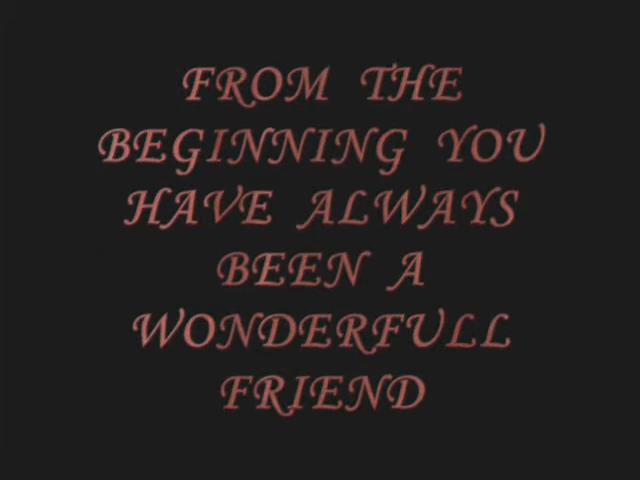 FROM THE
BEGINNING YOU
HAVE ALWAYS
BEEN A
WONDERFULL
FRIEND